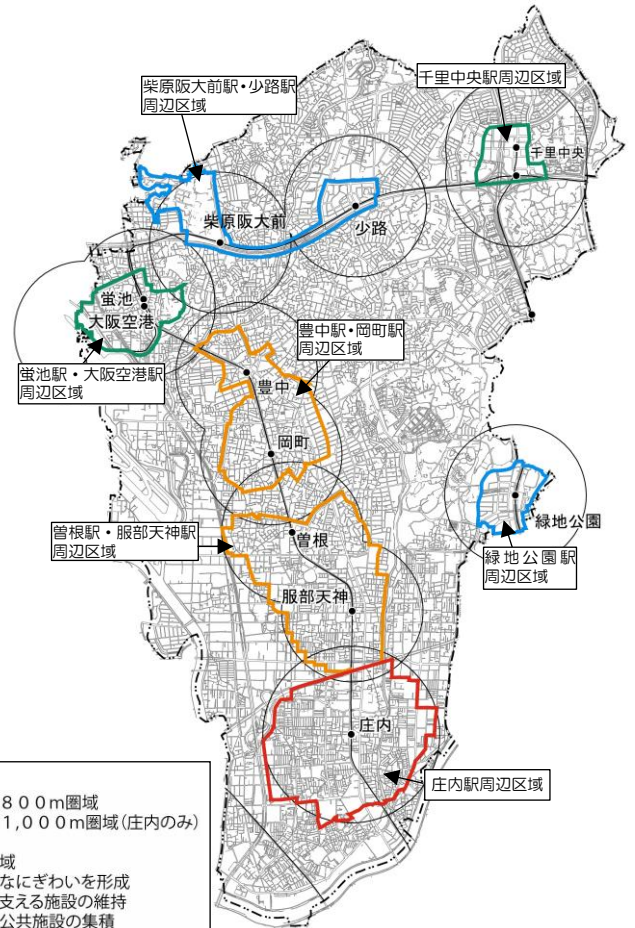 千里中央駅周辺区域
柴原阪大前駅・少路駅
周辺区域
千里中央
少路
柴原阪大前
蛍池
大阪空港
豊中駅・岡町駅
周辺区域
蛍池駅・大阪空港駅
周辺区域
豊中
岡町
緑地公園
曽根駅・服部天神駅
周辺区域
曽根
緑地公園駅
周辺区域
服部天神
庄内
庄内駅周辺区域
800m圏域
1,000m圏域(庄内のみ)
域
なにぎわいを形成
支える施設の維持
公共施設の集積